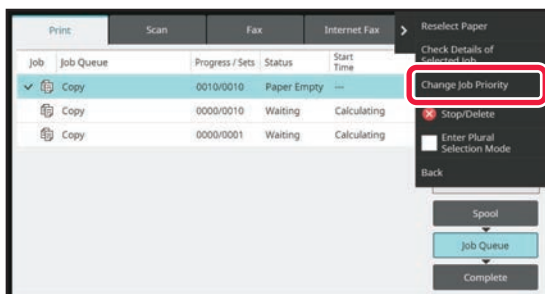 Print
Scan
Fax
Internet Fax
Job
Job Queue
Progress / Sets
Status
Start
Time
Copy
0010/0010
Paper Empty
---
Copy
0000/0010
Waiting
Calculating
Copy
0000/0001
Waiting
Calculating
Reselect Paper
Check Details of
Selected Job
Change Job Priority
Stop/Delete
Enter Plural
Selection Mode
Back
Spool
Job Queue
Complete